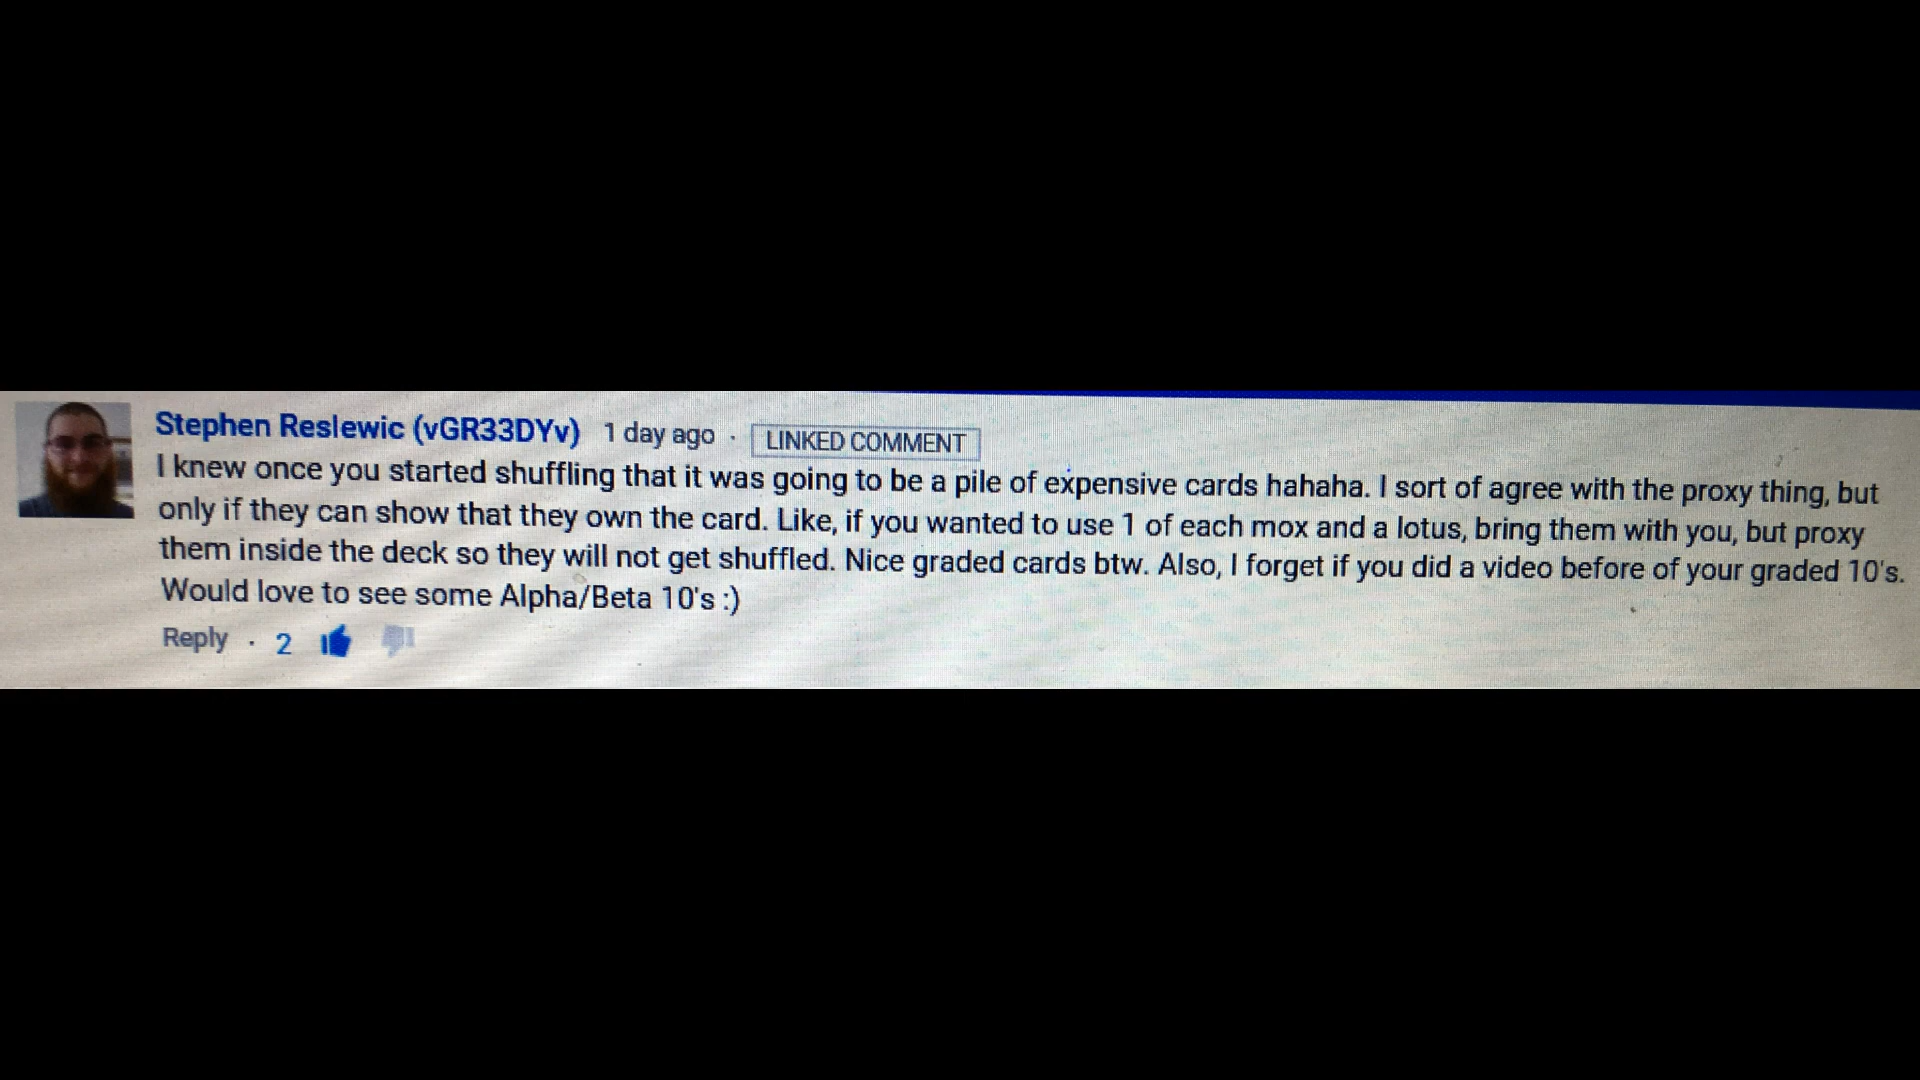 Stephen Reslewic (vGR33DYv) 1 day ago · LINKED COMMENT
I knew once you started shuffling that it was going to be a pile of expensive cards hahaha. I sort of agree with the proxy thing, but
only if they can show that they own the card. Like, if you wanted to use 1 of each mox and a lotus, bring them with you, but proxy
them inside the deck so they will not get shuffled. Nice graded cards btw. Also, I forget if you did a video before of your graded 10's.
Would love to see some Alpha/Beta 10's :)
Reply · 2